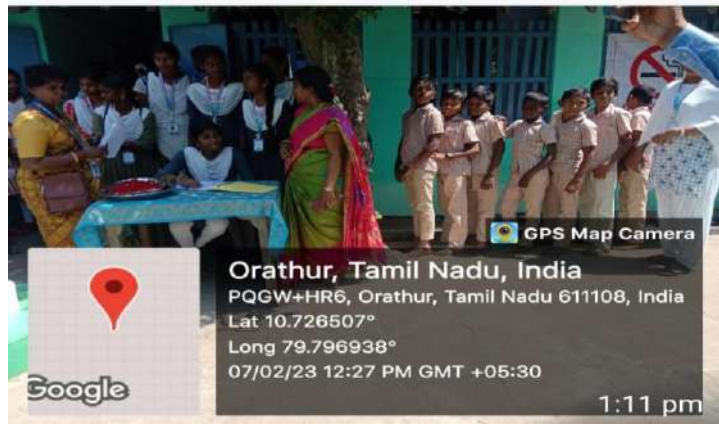 GPS Map Camera
Orathur, Tamil Nadu, India
PQGW+HR6, Orathur, Tamil Nadu 611108, India
Lat 10.726507°
Long 79.796938°
07/02/23 12:27 PM GMT +05:30
Google
1:11 pm